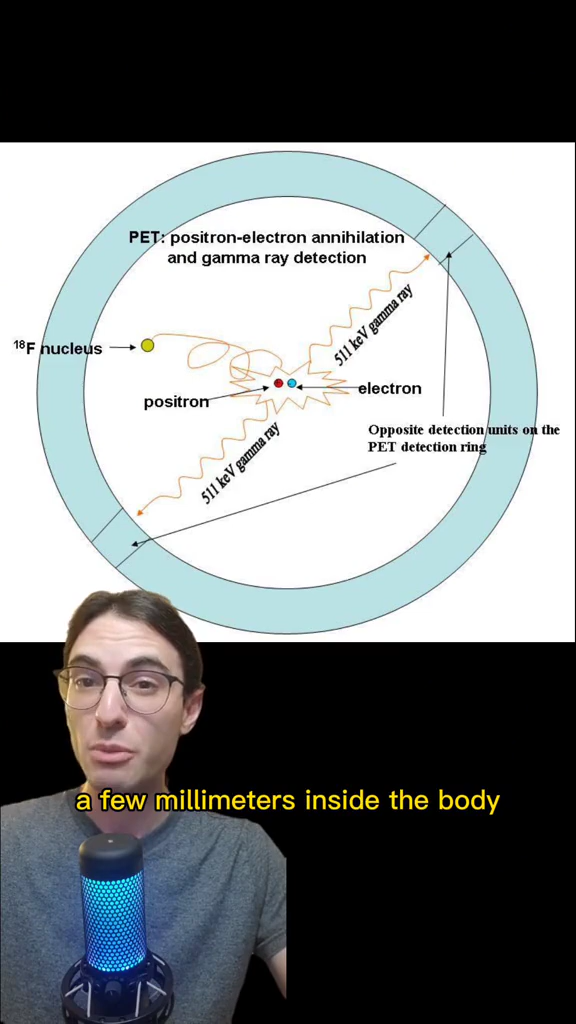 PET: positron-electron annihilation
and gamma ray detection
511 keV gamma ray
18F nucleus
positron
electron
Opposite detection units on the
PET detection ring
511 keV gamma ray
a few millimeters inside the body